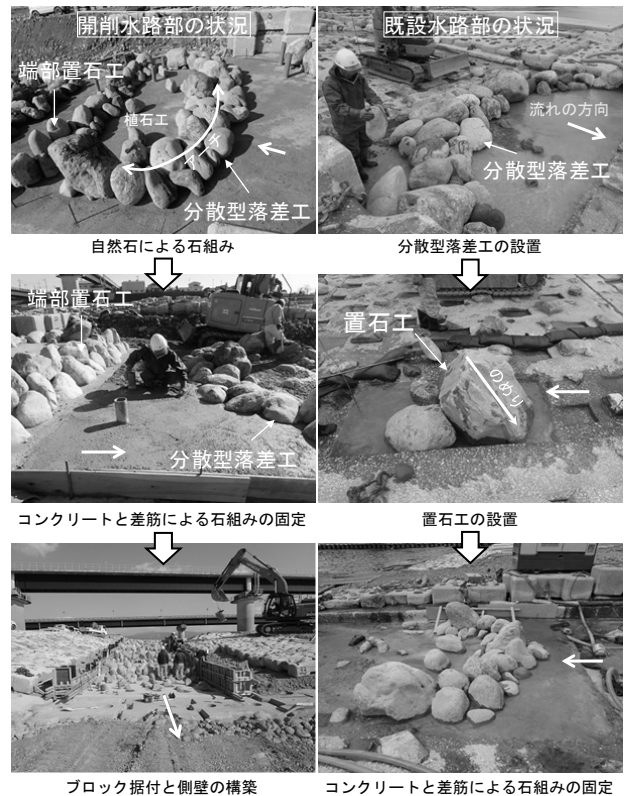 開削水路部の状況
端部置石工
植石工
アーチ
分散型落差工
自然石による石組み
端部置石工
分散型落差工
コンクリートと差筋による石組みの固定
ブロック据付と側壁の構築
既設水路部の状況
流れの方向
分散型落差工
分散型落差工の設置
置石工
のめり
置石工の設置
コンクリートと差筋による石組みの固定